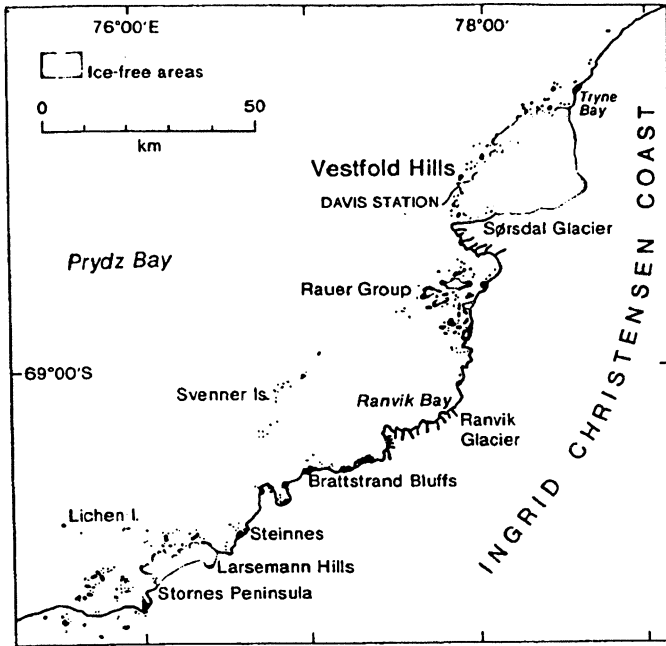 76°00'E
78°00'
Ice-free areas
0
50
km
Tryne
Bay
Vestfold Hills
DAVIS STATION
Sørsdal Glacier
Prydz Bay
Rauer Group
69°00'S
Svenner Is.
Ranvik Bay
Ranvik
Glacier
Brattstrand Bluffs
Lichen I.
Steinnes
Larsemann Hills
Stornes Peninsula
INGRID CHRISTENSEN COAST